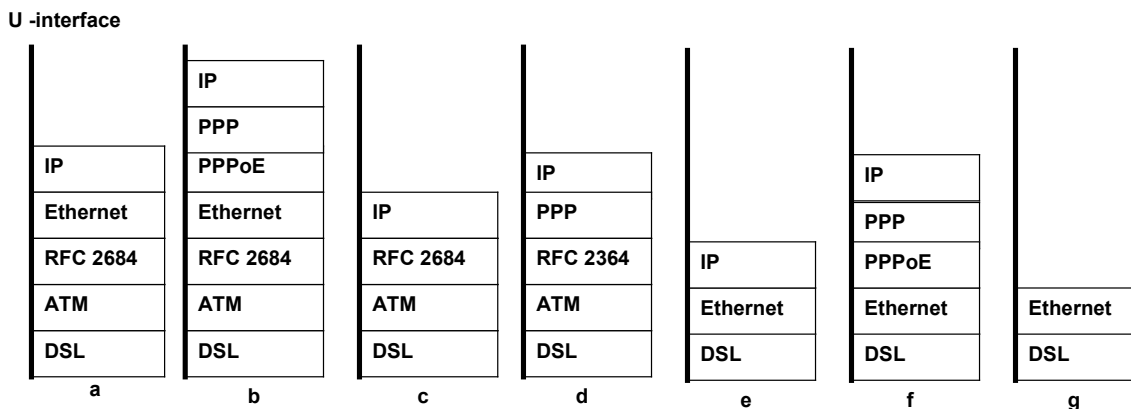 U -interface
IP
Ethernet
RFC 2684
ATM
DSL
a
IP
PPP
PPPoE
Ethernet
RFC 2684
ATM
DSL
b
IP
RFC 2684
ATM
DSL
c
IP
PPP
RFC 2364
ATM
DSL
d
IP
Ethernet
DSL
e
IP
PPP
PPPoE
Ethernet
DSL
f
Ethernet
DSL
g